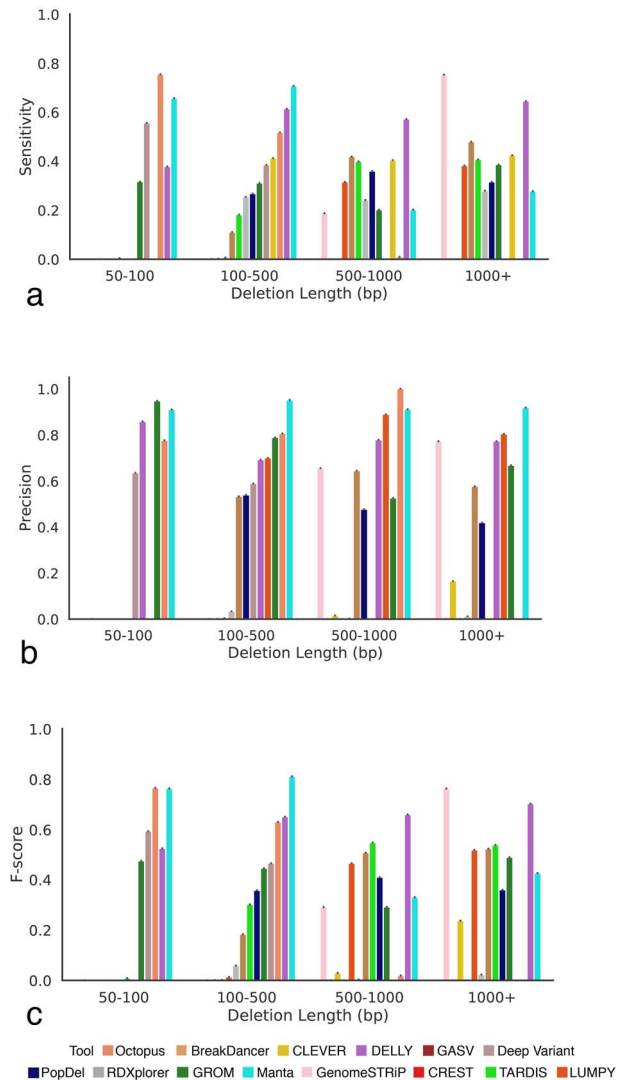 1.0
0.8
0.6
0.4
0.2
0.0
Sensitivity
50-100 100-500 500-1000 1000+
Deletion Length (bp)
a
1.0
0.8
0.6
0.4
0.2
0.0
Precision
50-100 100-500 500-1000 1000+
Deletion Length (bp)
b
1.0
0.8
0.6
0.4
0.2
0.0
F-score
50-100 100-500 500-1000 1000+
Deletion Length (bp)
c
Tool Octopus BreakDancer CLEVER DELLY GASV Deep Variant
PopDel RDXplorer GROM Manta GenomeSTRiP CREST TARDIS LUMPY